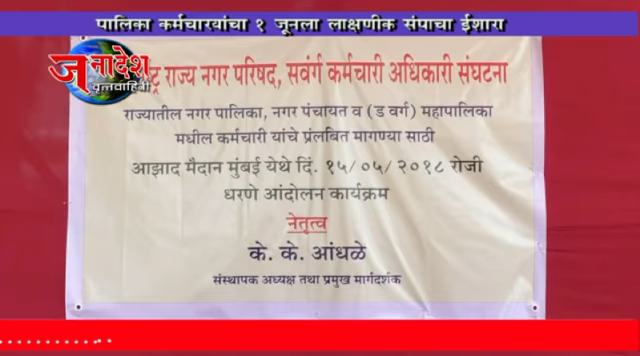 पालिका कर्मचाऱ्यांचा १ जूनला लाक्षणीक संपाचा ईशारा
जनादेश
वृत्तवाहिनी
राज्य नगर परिषद, सवंर्ग कर्मचारी अधिकारी संघटना
राज्यातील नगर पालिका, नगर पंचायत व (ड वर्ग) महापालिका
मधील कर्मचारी यांचे प्रंलबित मागण्या साठी
आझाद मैदान मुंबई येथे दिं. १५/०५/२०१८ रोजी
धरणे आंदोलन कार्यक्रम
नेतृत्व
के. के. आंधळे
संस्थापक अध्यक्ष तथा प्रमुख मार्गदर्शक